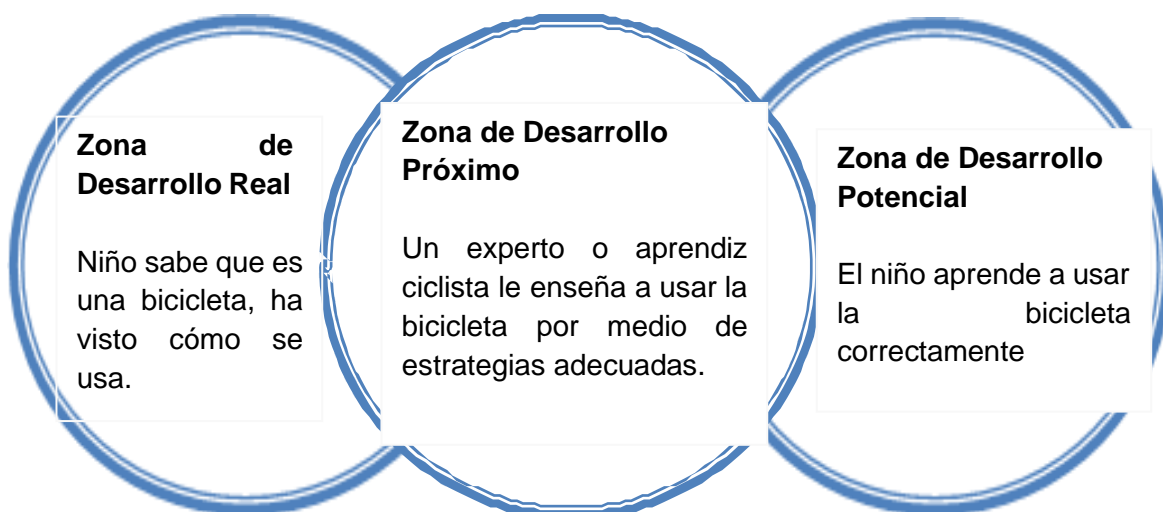 Zona de
Desarrollo Real
Niño sabe que es
una bicicleta, ha
visto cómo se
usa.
Zona de Desarrollo
Próximo
Un experto o aprendiz
ciclista le enseña a usar la
bicicleta por medio de
estrategias adecuadas.
Zona de Desarrollo
Potencial
El niño aprende a usar
la bicicleta
correctamente